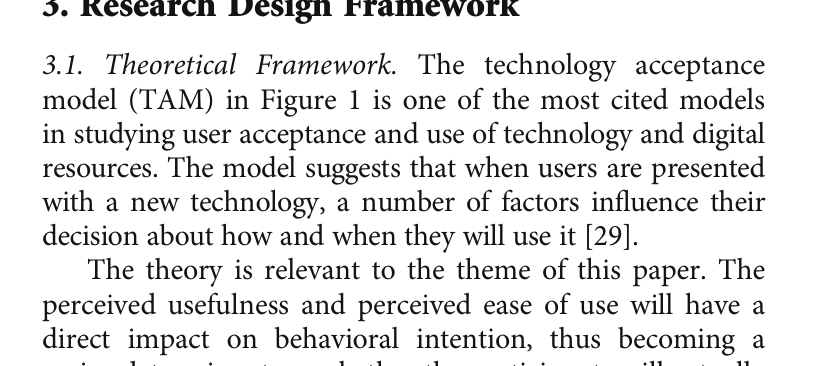 3. Research Design Framework
3.1. Theoretical Framework. The technology acceptance
model (TAM) in Figure 1 is one of the most cited models
in studying user acceptance and use of technology and digital
resources. The model suggests that when users are presented
with a new technology, a number of factors influence their
decision about how and when they will use it [29].
The theory is relevant to the theme of this paper. The
perceived usefulness and perceived ease of use will have a
direct impact on behavioral intention, thus becoming a